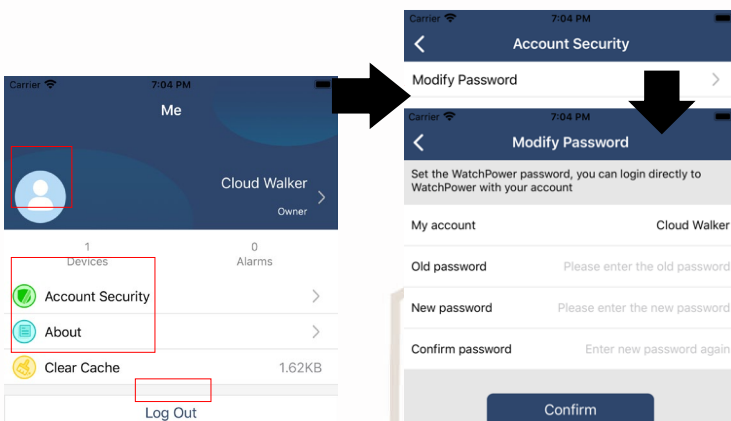 Carrier 7:04 PM
Me
Cloud Walker
Owner
1 0
Devices Alarms
Account Security
About
Clear Cache 1.62KB
Log Out
Carrier 7:04 PM
Account Security
Modify Password
Carrier 7:04 PM
Modify Password
Set the WatchPower password, you can login directly to
WatchPower with your account
My account Cloud Walker
Old password Please enter the old password
New password Please enter the new password
Confirm password Enter new password again
Confirm